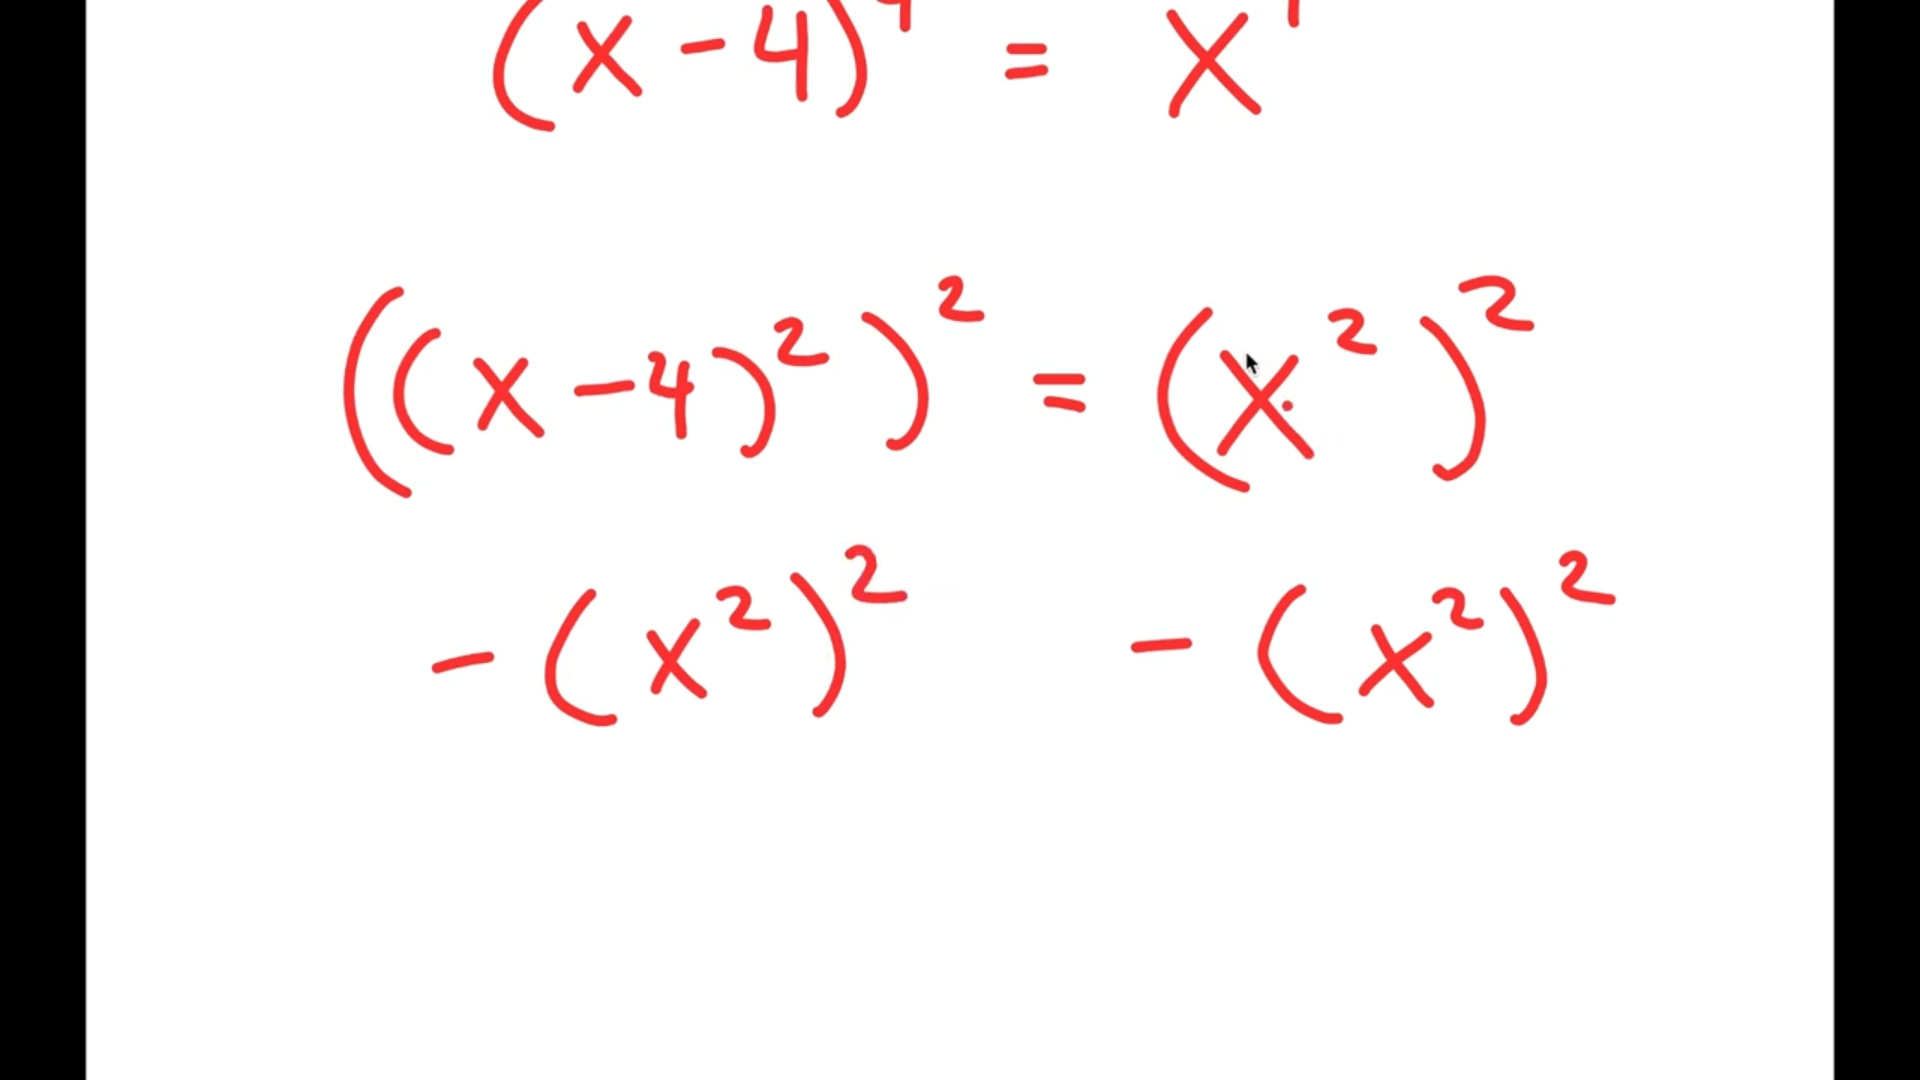 (x-4)⁴ = x⁴
((x-4)²)² = (x²)²
-(x²)² -(x²)²